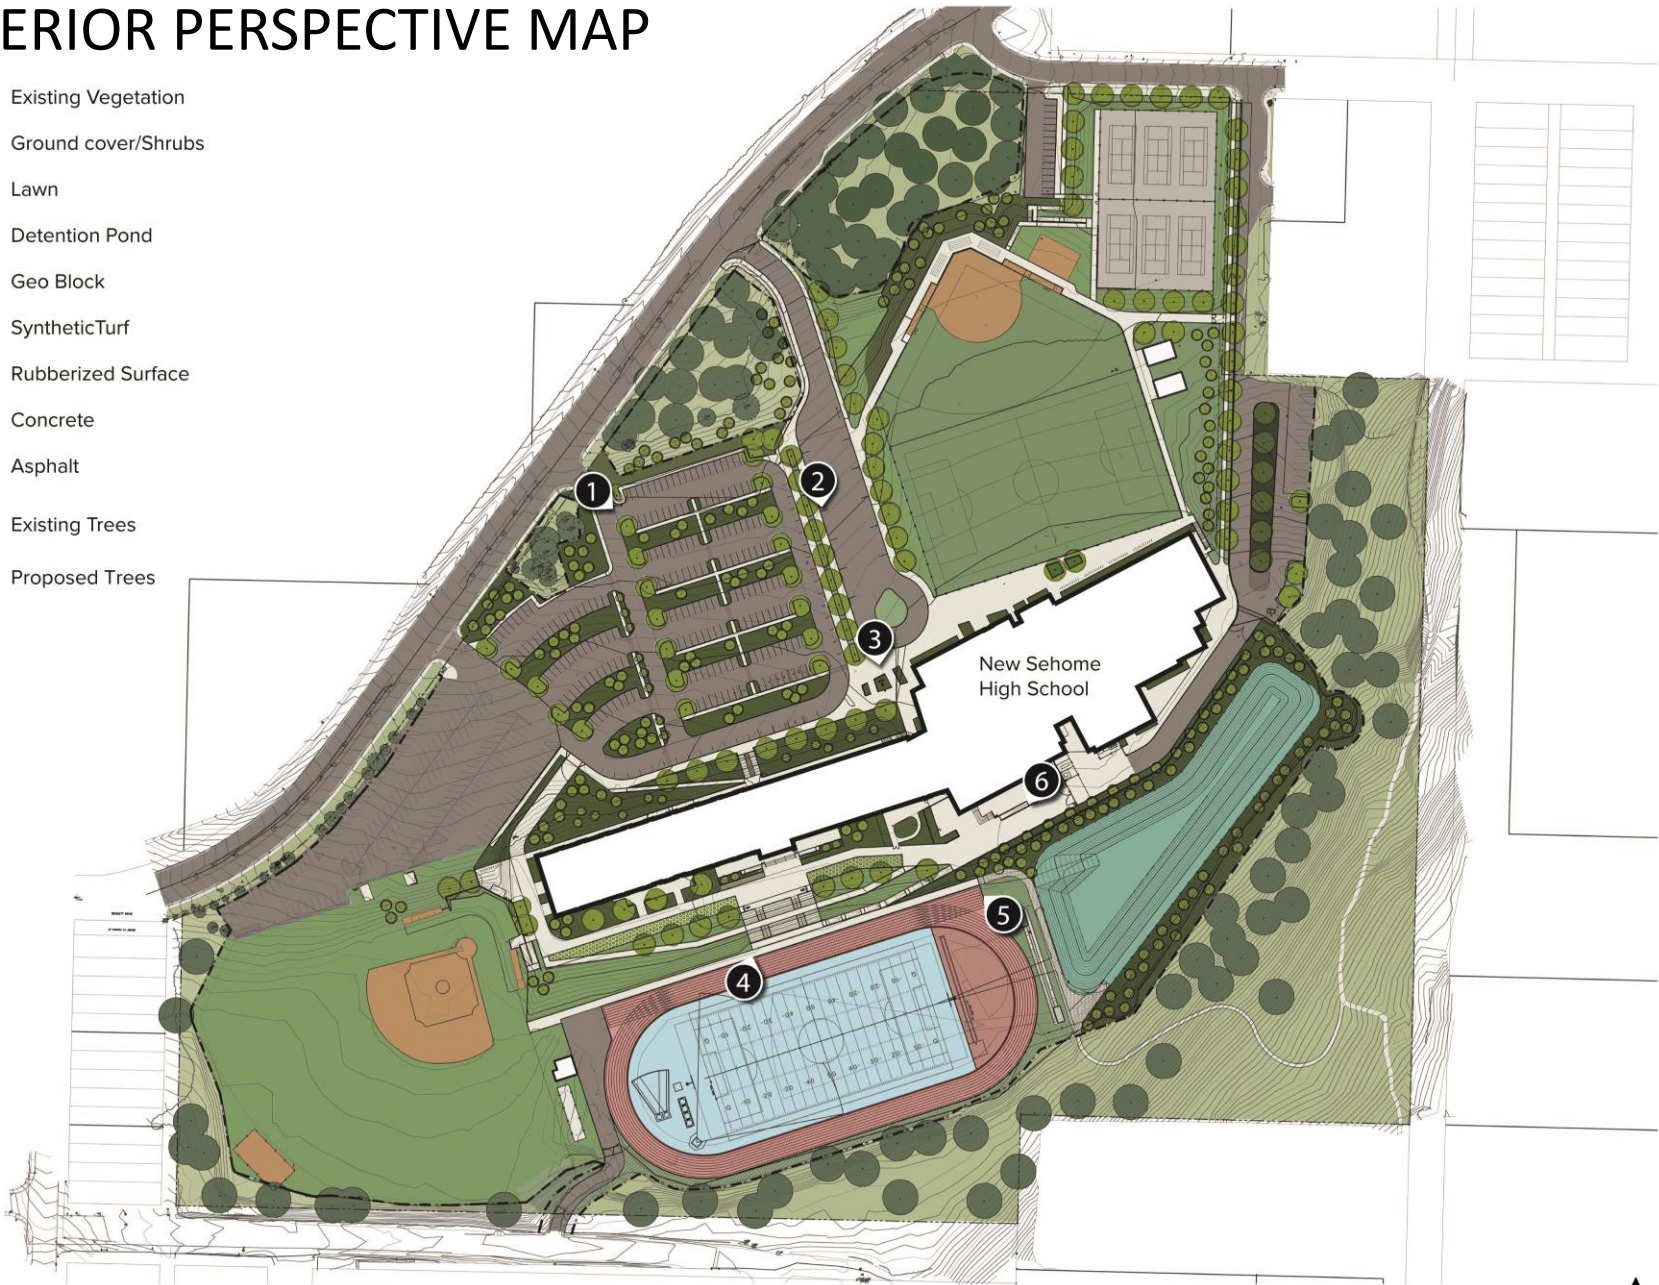 ERIOR PERSPECTIVE MAP
Existing Vegetation
Ground cover/Shrubs
Lawn
Detention Pond
Geo Block
SyntheticTurf
Rubberized Surface
Concrete
Asphalt
Existing Trees
Proposed Trees
1
2
3
New Sehome
High School
6
5
4